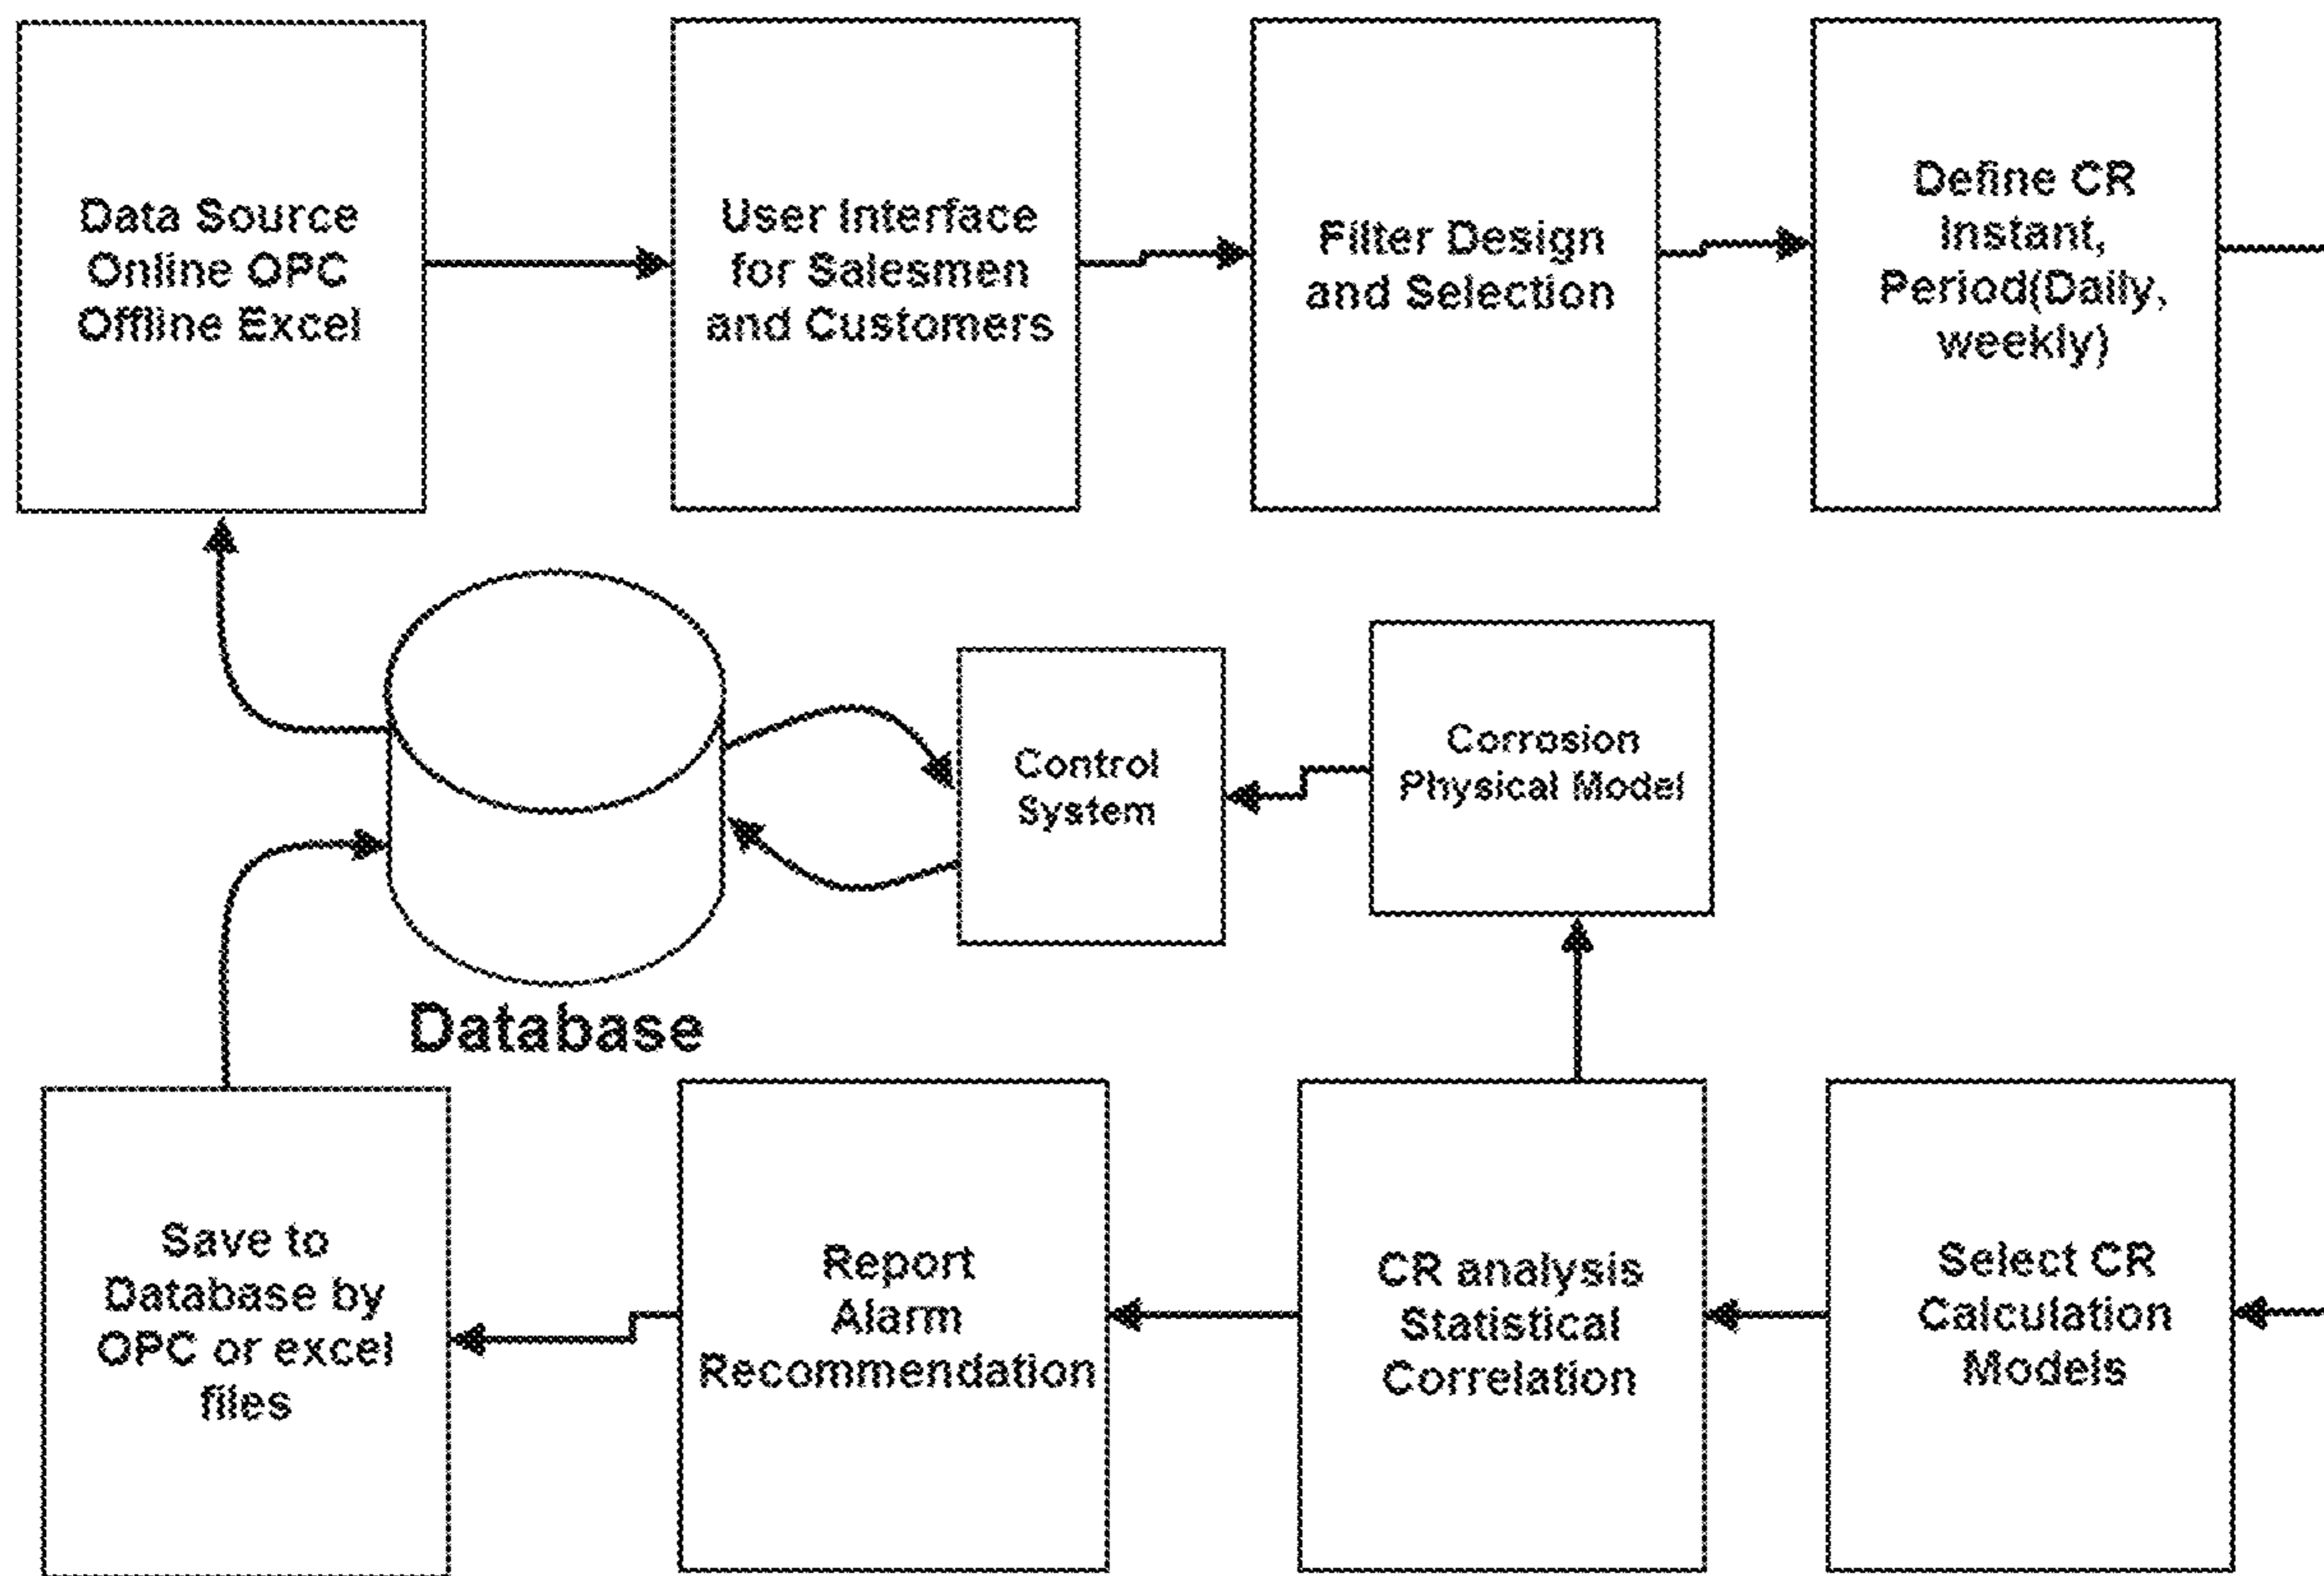 Data Source
Online OPC
Offline Excel
User Interface
for Salesmen
and Customers
Filter Design
and Selection
Define CR
Instant,
Period(Daily,
weekly)
Control
System
Corrosion
Physical Model
Database
Save to
Database by
OPC or excel
files
Report
Alarm
Recommendation
CR analysis
Statistical
Correlation
Select CR
Calculation
Models